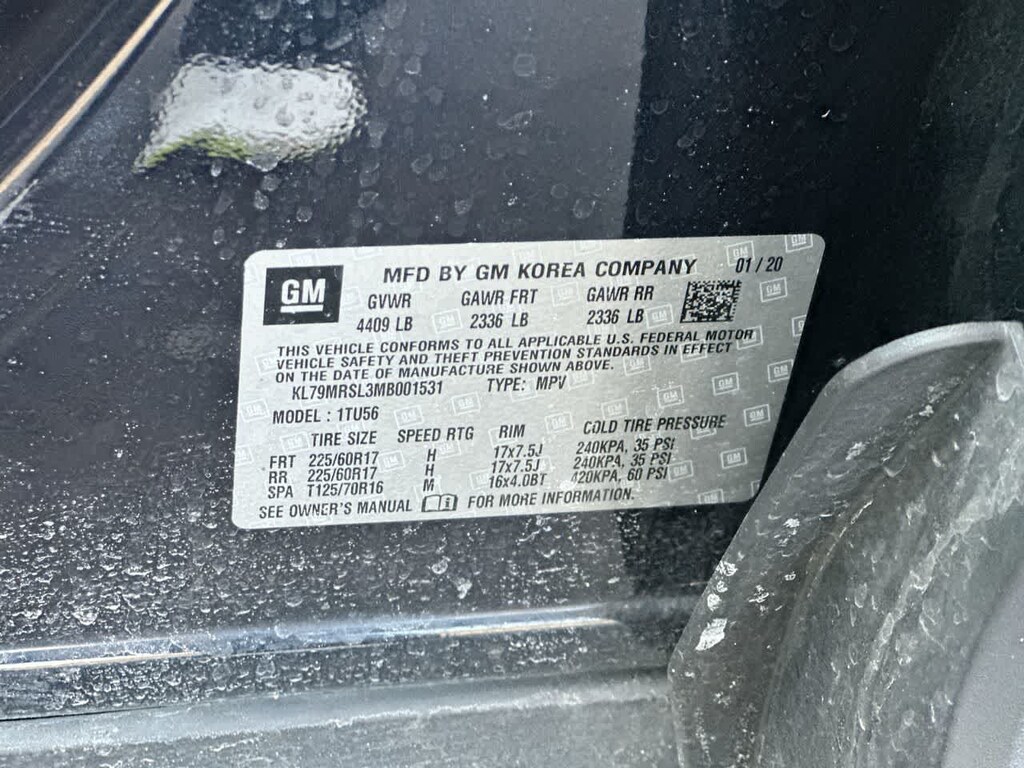 GM
MFD BY GM KOREA COMPANY 01 / 20
GVWR GAWR FRT GAWR RR
4409 LB 2336 LB 2336 LB
THIS VEHICLE CONFORMS TO ALL APPLICABLE U.S. FEDERAL MOTOR
VEHICLE SAFETY AND THEFT PREVENTION STANDARDS IN EFFECT
ON THE DATE OF MANUFACTURE SHOWN ABOVE.
KL79MRSL3MB001531 TYPE: MPV
MODEL : 1TU56
TIRE SIZE SPEED RTG RIM COLD TIRE PRESSURE
FRT 225/60R17 H 17x7.5J 240KPA, 35 PSI
RR 225/60R17 H 17x7.5J 240KPA, 35 PSI
SPA T125/70R16 M 16x4.0BT 420KPA, 60 PSI
SEE OWNER'S MANUAL FOR MORE INFORMATION.